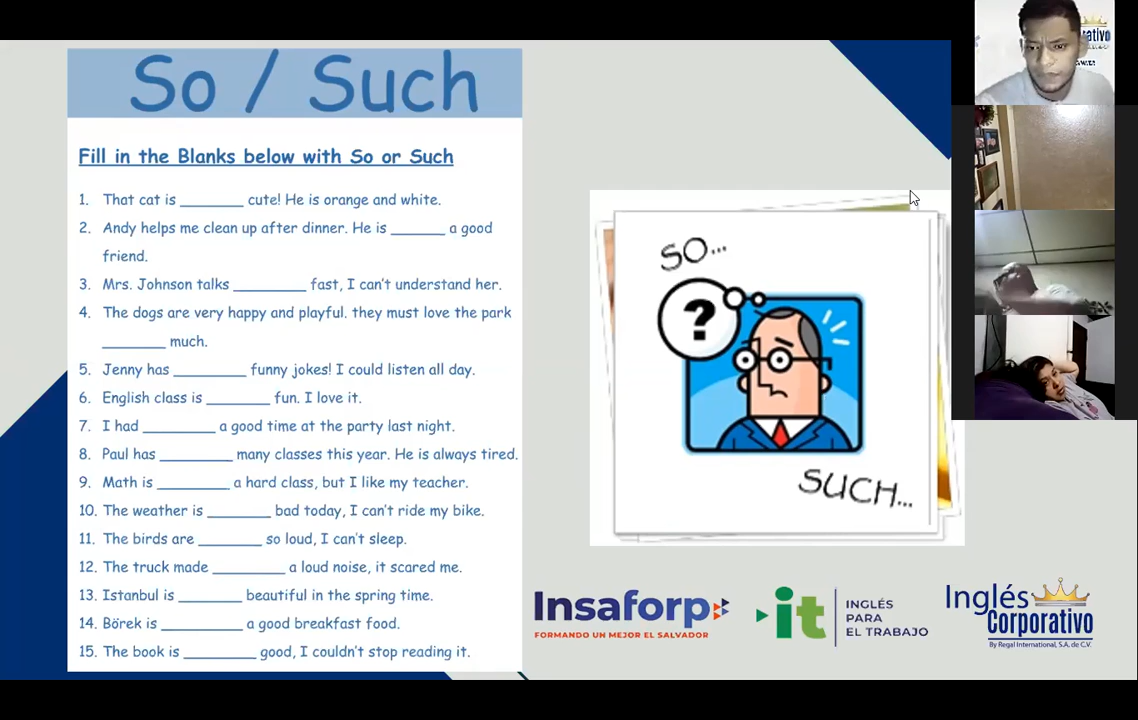 So / Such
Fill in the Blanks below with So or Such
1. That cat is _______ cute! He is orange and white.
2. Andy helps me clean up after dinner. He is ______ a good
friend.
3. Mrs. Johnson talks ________ fast, I can't understand her.
4. The dogs are very happy and playful. they must love the park
_______ much.
5. Jenny has ________ funny jokes! I could listen all day.
6. English class is _______ fun. I love it.
7. I had ________ a good time at the party last night.
8. Paul has ________ many classes this year. He is always tired.
9. Math is ________ a hard class, but I like my teacher.
10. The weather is _______ bad today, I can't ride my bike.
11. The birds are _______ so loud, I can't sleep.
12. The truck made ________ a loud noise, it scared me.
13. Istanbul is _______ beautiful in the spring time.
14. Börek is _________ a good breakfast food.
15. The book is ________ good, I couldn't stop reading it.
SO...
?
SUCH...
Insaforp
FORMANDO UN MEJOR EL SALVADOR
it
INGLÉS
PARA
EL TRABAJO
Inglés
Corporativo
By Regal International, S.A. de C.V.